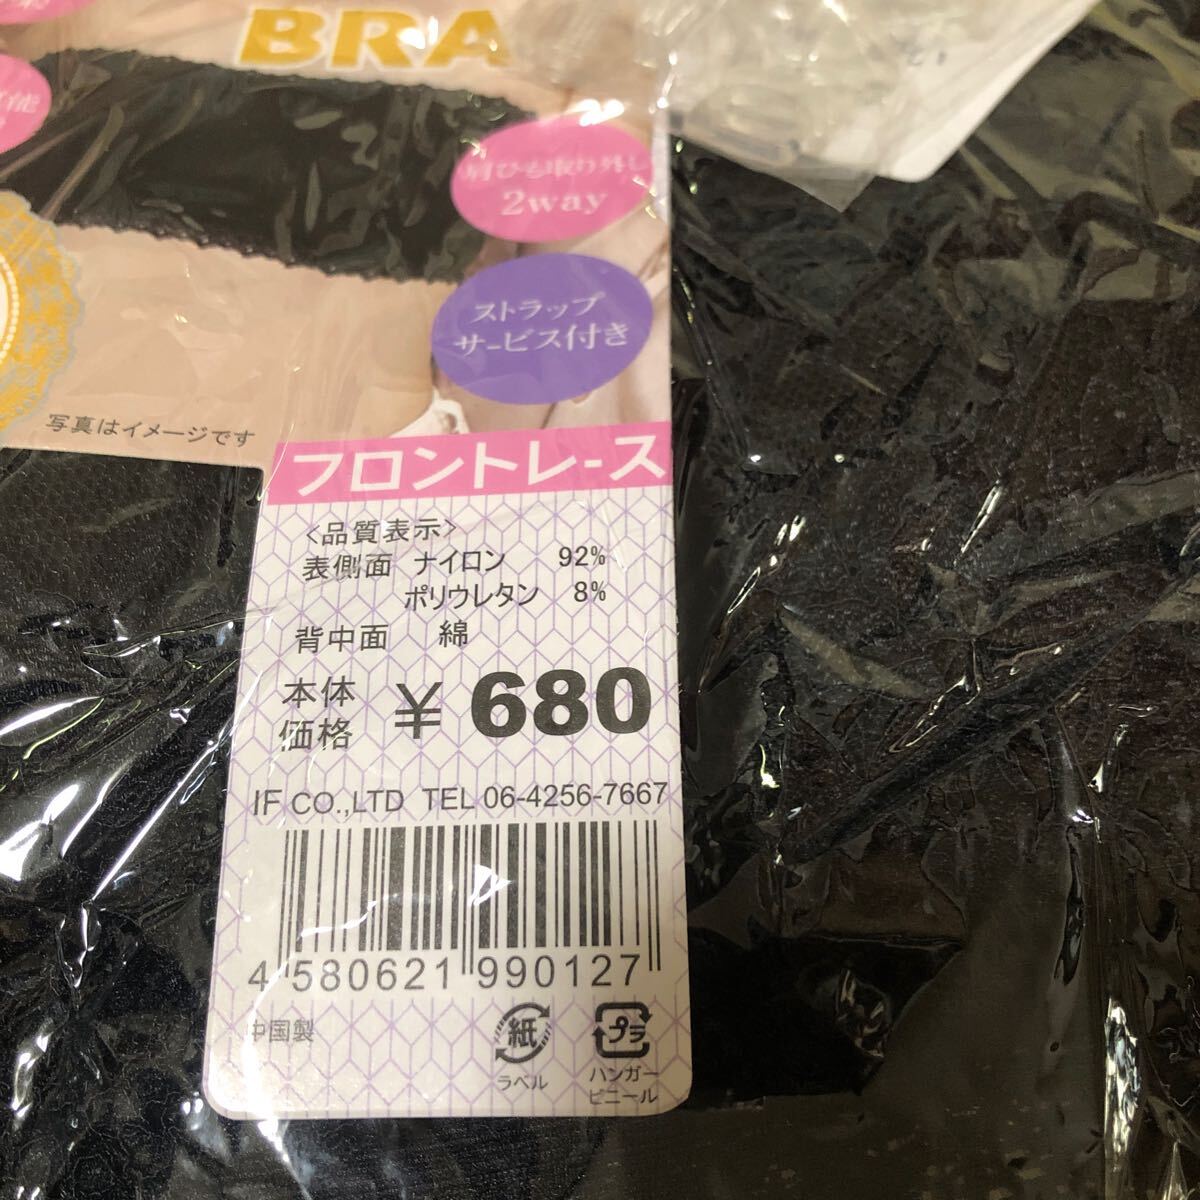 BRA
能
肩ひも取り外し
2way
ストラップ
サービス付き
写真はイメージです
フロントレ-ス
<品質表示>
表側面 ナイロン 92%
ポリウレタン 8%
背中面 綿
本体
価格 ¥680
IF CO.,LTD TEL 06-4256-7667
4 580621 990127
中国製
紙
ラベル
プラ
ハンガー
ビニール